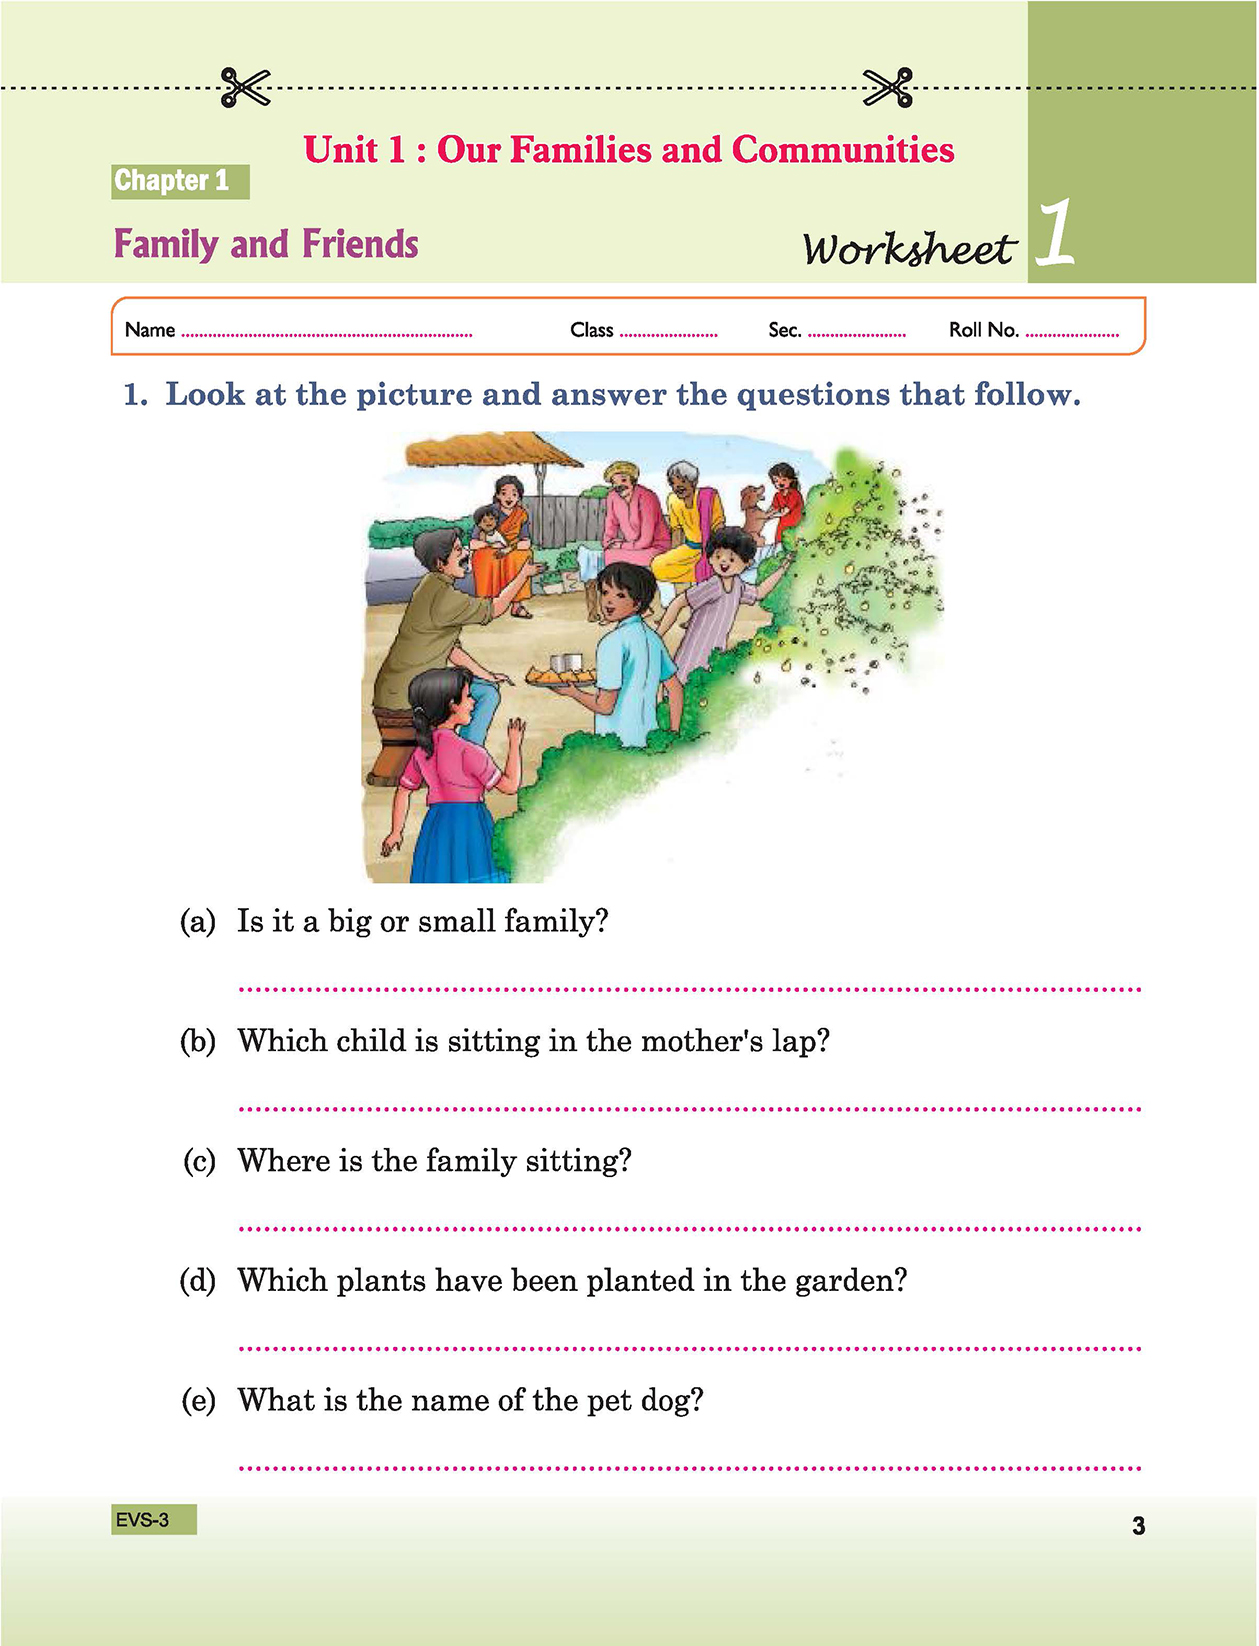 Unit 1 : Our Families and Communities
Chapter 1
Family and Friends
Worksheet 1
Name ........ Class ........ Sec. ........ Roll No. ........
1. Look at the picture and answer the questions that follow.
(a) Is it a big or small family?
(b) Which child is sitting in the mother's lap?
(c) Where is the family sitting?
(d) Which plants have been planted in the garden?
(e) What is the name of the pet dog?
EVS-3
3